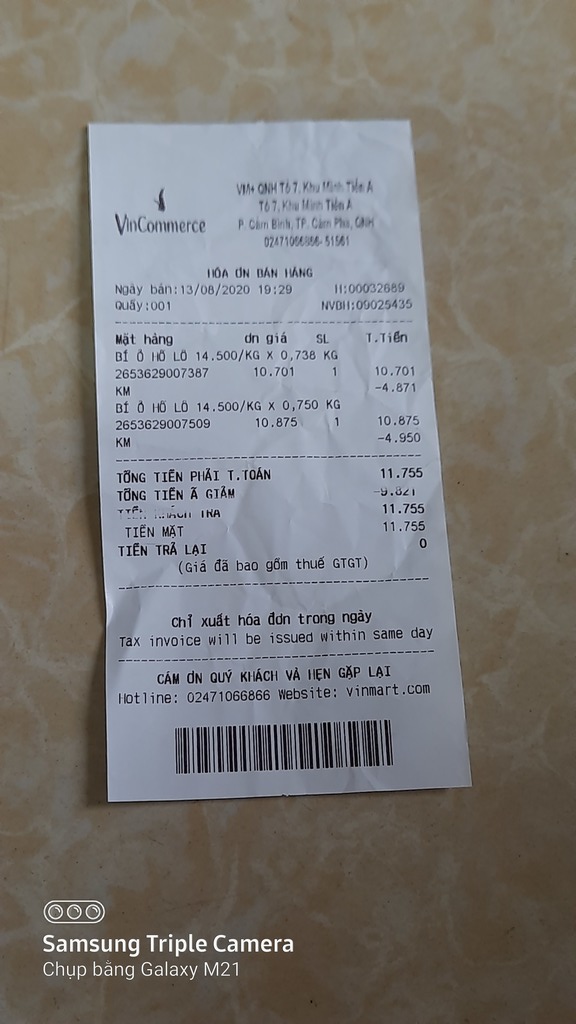 VinCommerce
VM+ QNH Tổ 7, Khu Minh Tiến A
Tổ 7, Khu Minh Tiến A
P. Cẩm Bình, TP. Cẩm Phả, QNH
02471066866-51561
HÓA ƠN BÁN HÀNG
Ngày bán:13/08/2020 19:29 H:00032689
Quầy:001 NVBH:09025435
Mặt hàng ơn giá SL T.Tiền
BÍ Ỏ HỒ LÔ 14.500/KG X 0,738 KG
2653629007387 10.701 1 10.701
KM -4.871
BÍ Ỏ HỒ LÔ 14.500/KG X 0,750 KG
2653629007509 10.875 1 10.875
KM -4.950
TỔNG TIỀN PHẢI T.TOÁN 11.755
TỔNG TIỀN Ã GIẢM -9.821
TIỀN KHÁCH TRẢ 11.755
TIỀN MẶT 11.755
TIỀN TRẢ LẠI 0
(Giá đã bao gồm thuế GTGT)
Chỉ xuất hóa đơn trong ngày
Tax invoice will be issued within same day
CẢM ƠN QUÝ KHÁCH VÀ HẸN GẶP LẠI
Hotline: 02471066866 Website: vinmart.com
Samsung Triple Camera
Chụp bằng Galaxy M21